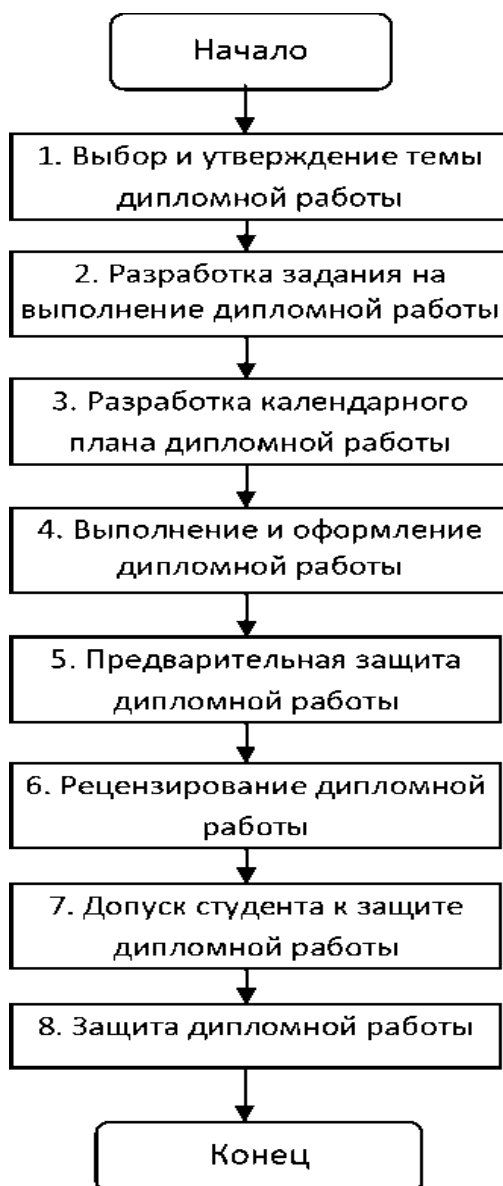 Начало
1. Выбор и утверждение темы
дипломной работы
2. Разработка задания на
выполнение дипломной работы
3. Разработка календарного
плана дипломной работы
4. Выполнение и оформление
дипломной работы
5. Предварительная защита
дипломной работы
6. Рецензирование дипломной
работы
7. Допуск студента к защите
дипломной работы
8. Защита дипломной работы
Конец